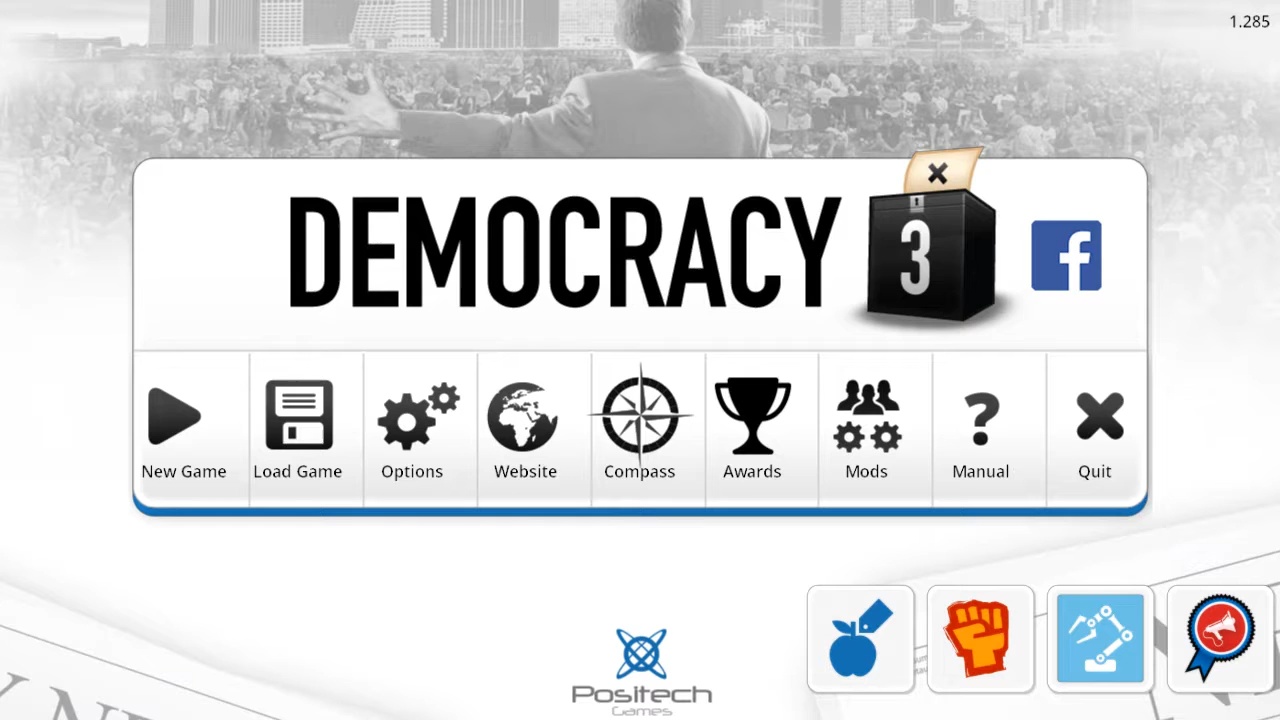 1.285
DEMOCRACY 3
New Game
Load Game
Options
Website
Compass
Awards
Mods
Manual
Quit
Positech
Games